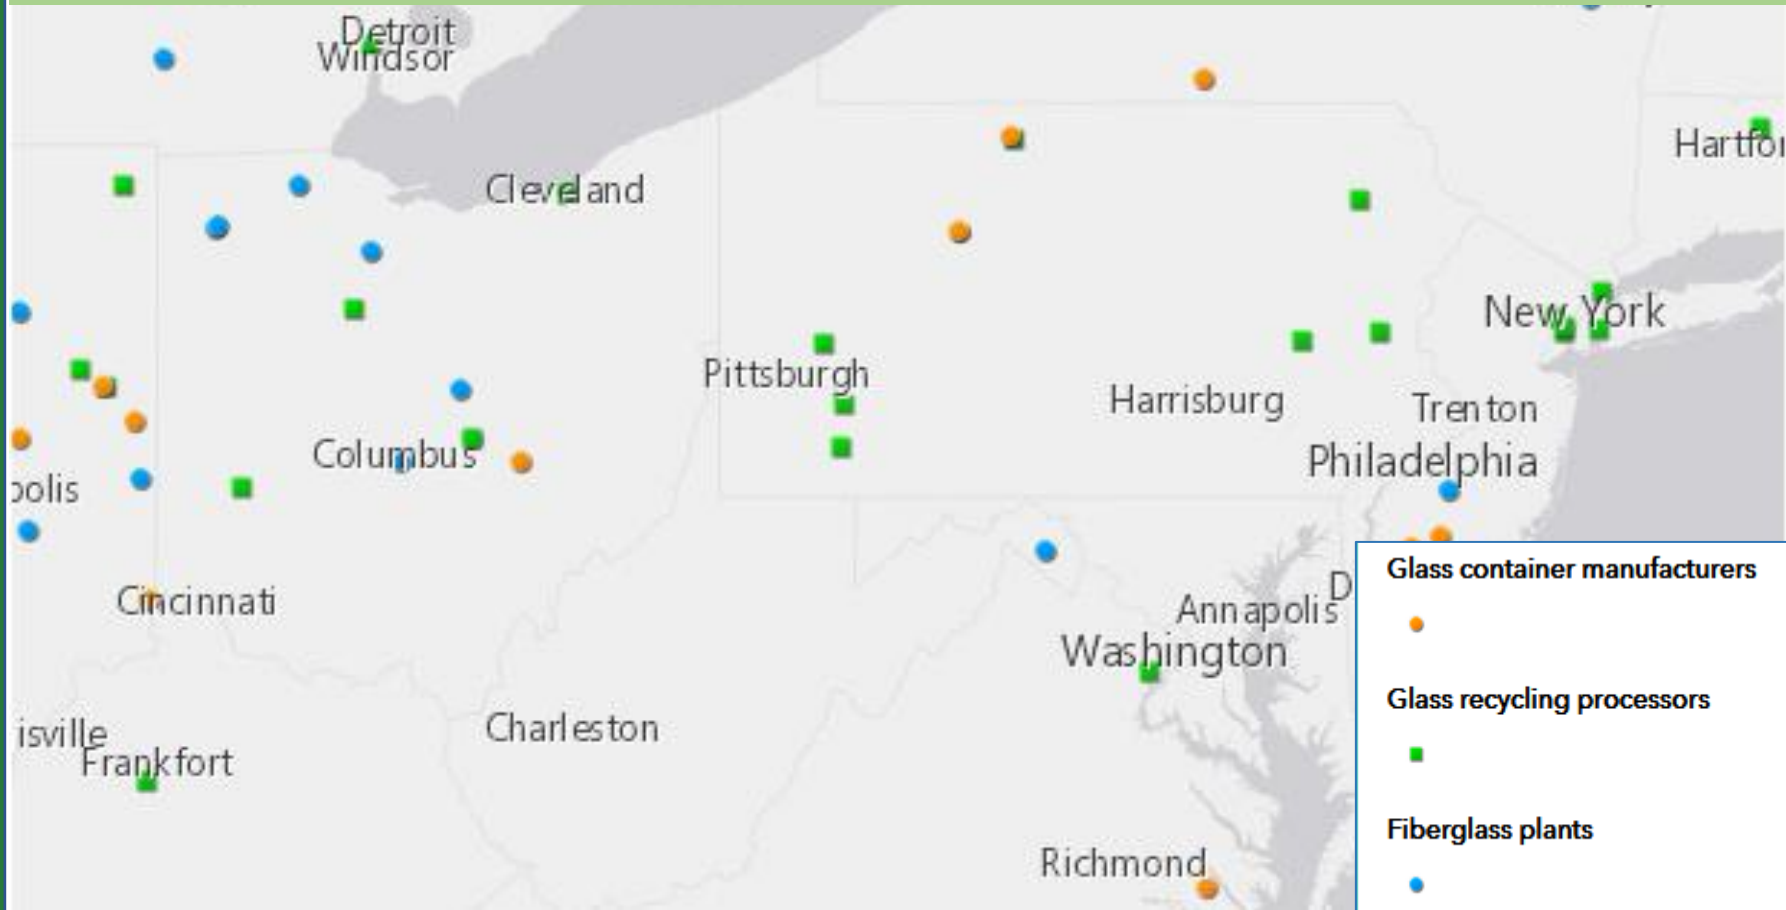 Detroit
Windsor
Cleveland
Hartfor
New York
Pittsburgh
Harrisburg
Trenton
Columbus
Philadelphia
polis
Cincinnati
D
Annapolis
Washington
isville
Frankfort
Charleston
Richmond
Glass container manufacturers
Glass recycling processors
Fiberglass plants